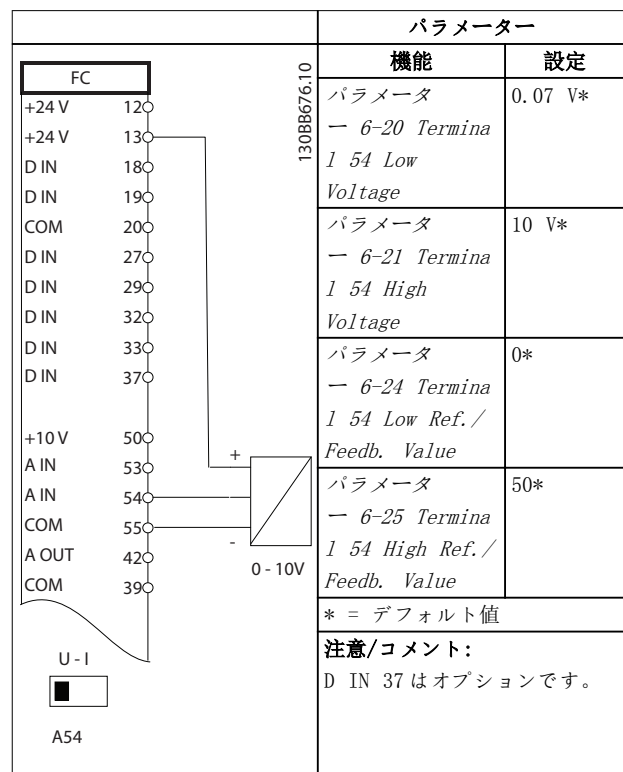 パラメーター
機能 設定
FC
130BB676.10
+24 V 12
+24 V 13
D IN 18
D IN 19
COM 20
D IN 27
D IN 29
D IN 32
D IN 33
D IN 37
+10 V 50
A IN 53
A IN 54
COM 55
A OUT 42
COM 39
+
-
0 - 10V
U - I
A54
パラメータ 0.07 V*
ー 6-20 Termina
l 54 Low
Voltage
パラメータ 10 V*
ー 6-21 Termina
l 54 High
Voltage
パラメータ 0*
ー 6-24 Termina
l 54 Low Ref./
Feedb. Value
パラメータ 50*
ー 6-25 Termina
l 54 High Ref./
Feedb. Value
* = デフォルト値
注意/コメント:
D IN 37 はオプションです。